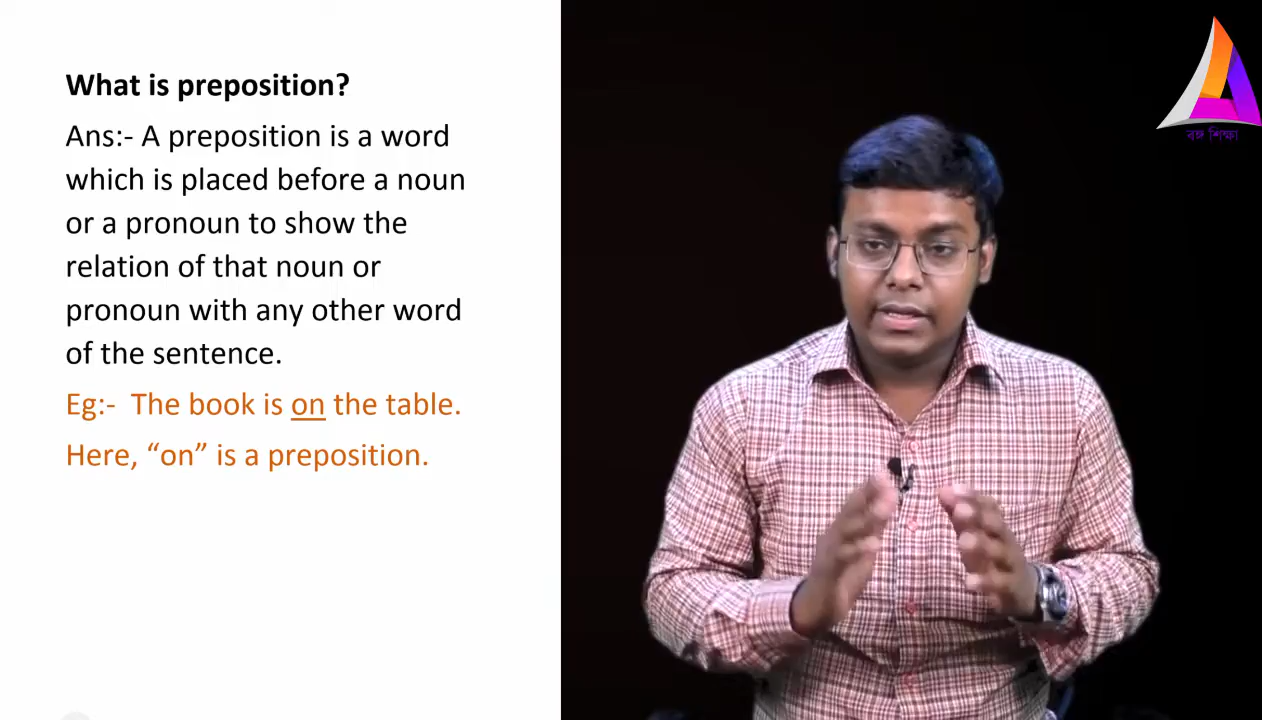 What is preposition?
Ans:- A preposition is a word
which is placed before a noun
or a pronoun to show the
relation of that noun or
pronoun with any other word
of the sentence.
Eg:-  The book is on the table.
Here, “on” is a preposition.
বঙ্গ শিক্ষা